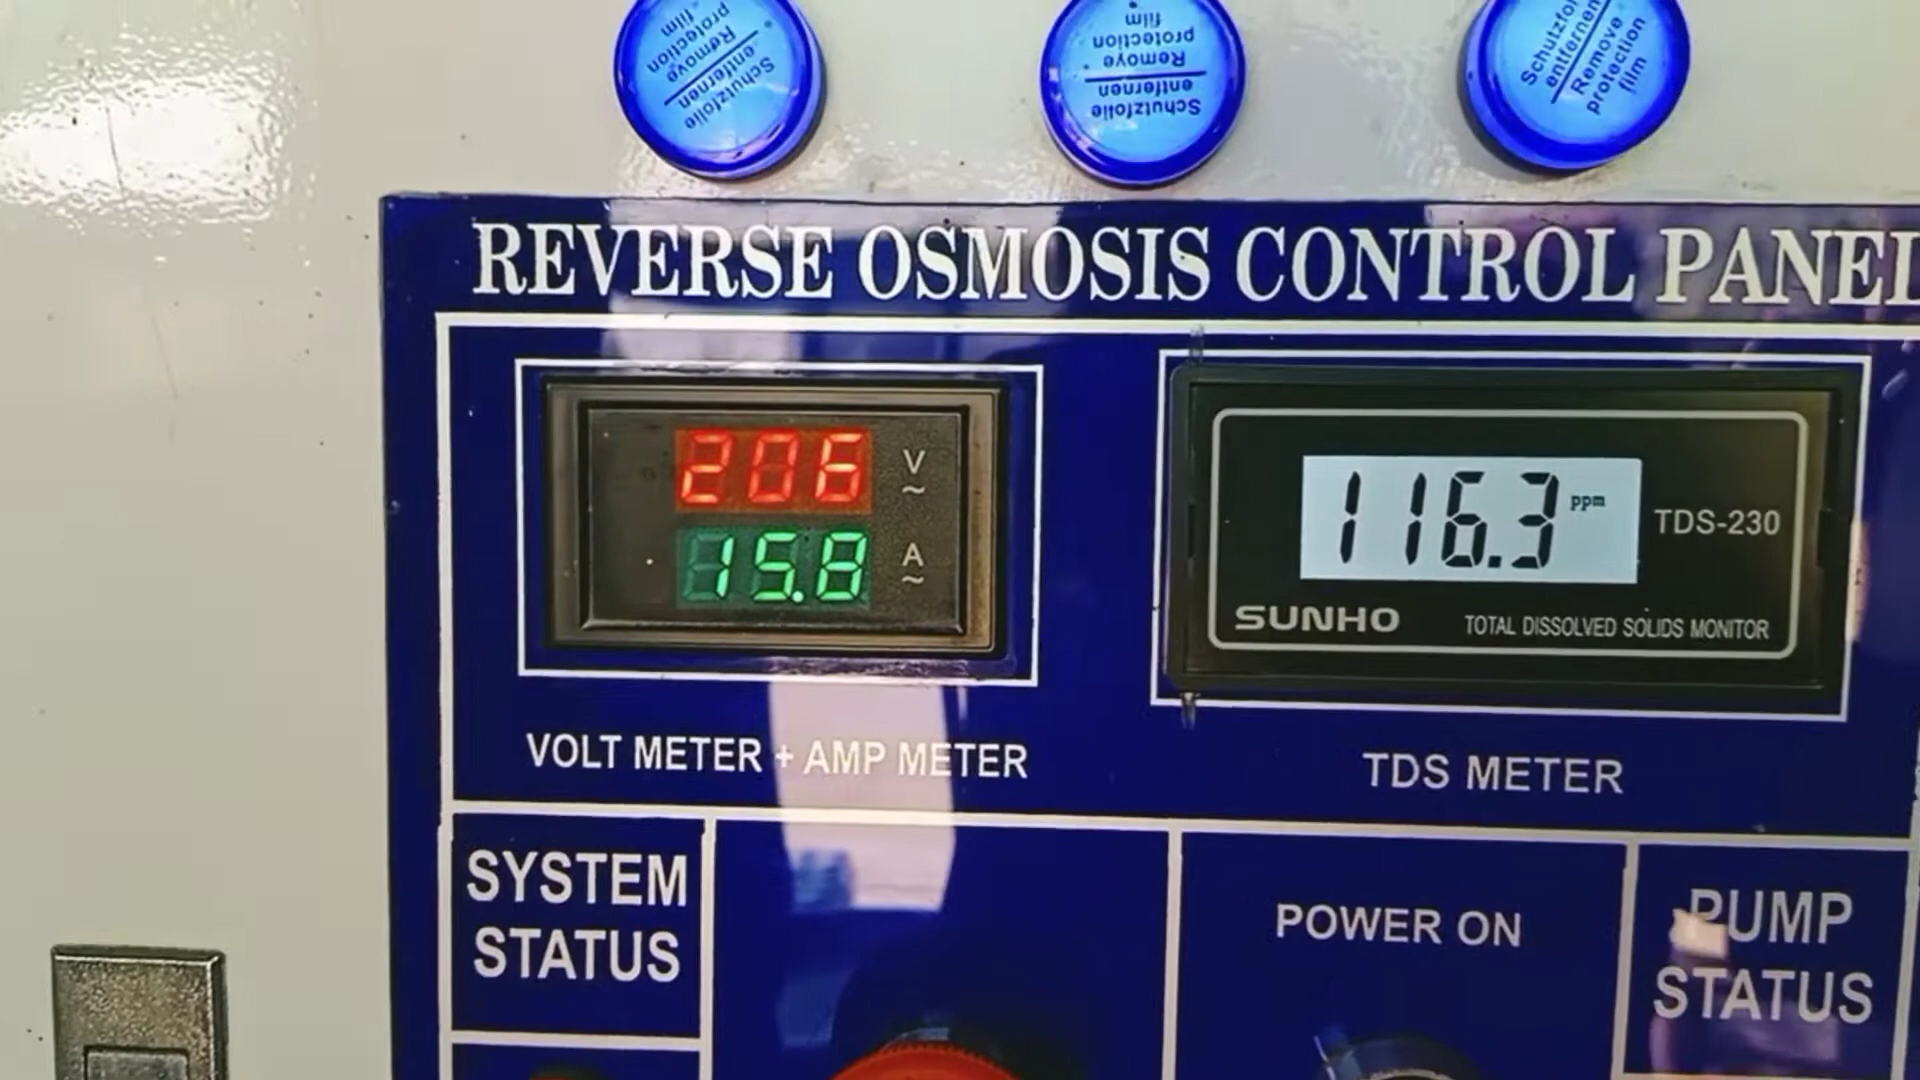 Schutzfolie
entfernen
Remove
protection
film
Schutzfolie
entfernen
Remove
protection
film
entfernen
Remove
protection
film
REVERSE OSMOSIS CONTROL PANEL
206 V
~
15.8 A
~
116.3 ppm
TDS-230
SUNHO
TOTAL DISSOLVED SOLIDS MONITOR
VOLT METER + AMP METER
TDS METER
SYSTEM
STATUS
POWER ON
PUMP
STATUS